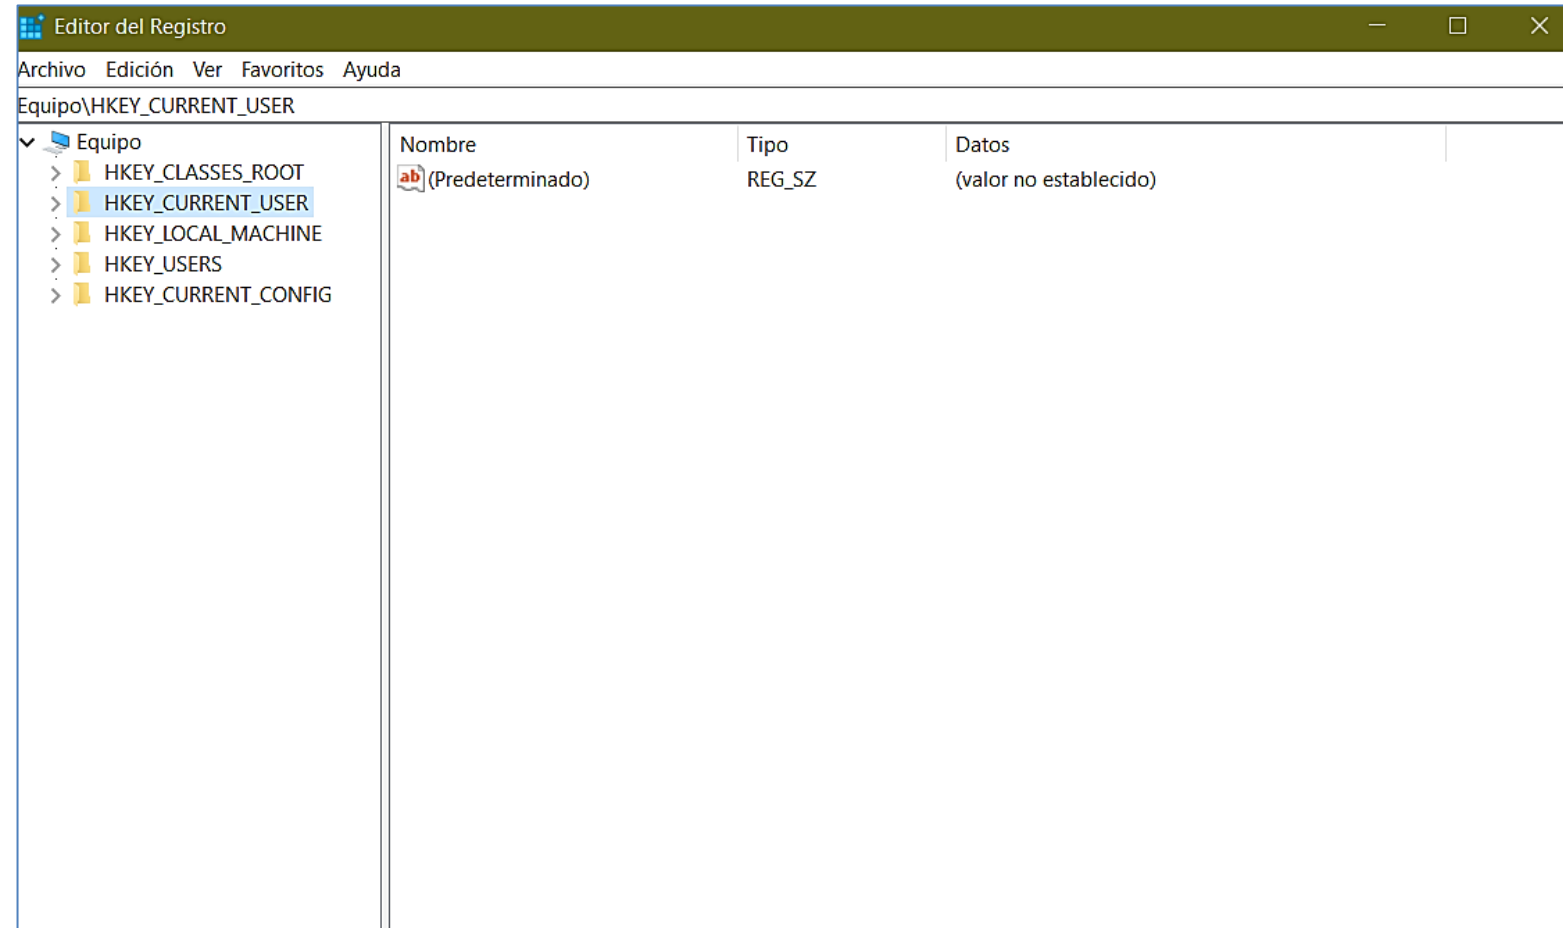 Editor del Registro
Archivo Edición Ver Favoritos Ayuda
Equipo\HKEY_CURRENT_USER
Equipo
HKEY_CLASSES_ROOT
HKEY_CURRENT_USER
HKEY_LOCAL_MACHINE
HKEY_USERS
HKEY_CURRENT_CONFIG
Nombre Tipo Datos
ab (Predeterminado) REG_SZ (valor no establecido)